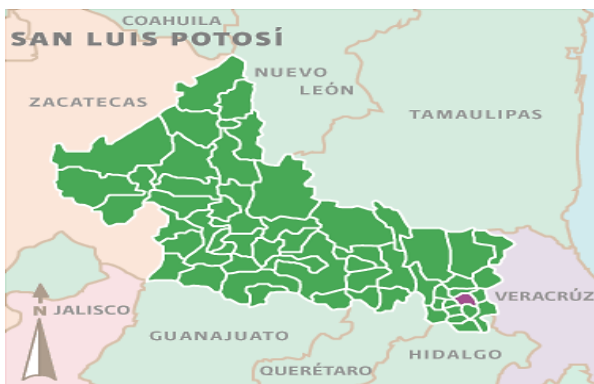 COAHUILA
SAN LUIS POTOSÍ
NUEVO
LEÓN
ZACATECAS
TAMAULIPAS
VERACRÚZ
N
JALISCO
GUANAJUATO
HIDALGO
QUERÉTARO